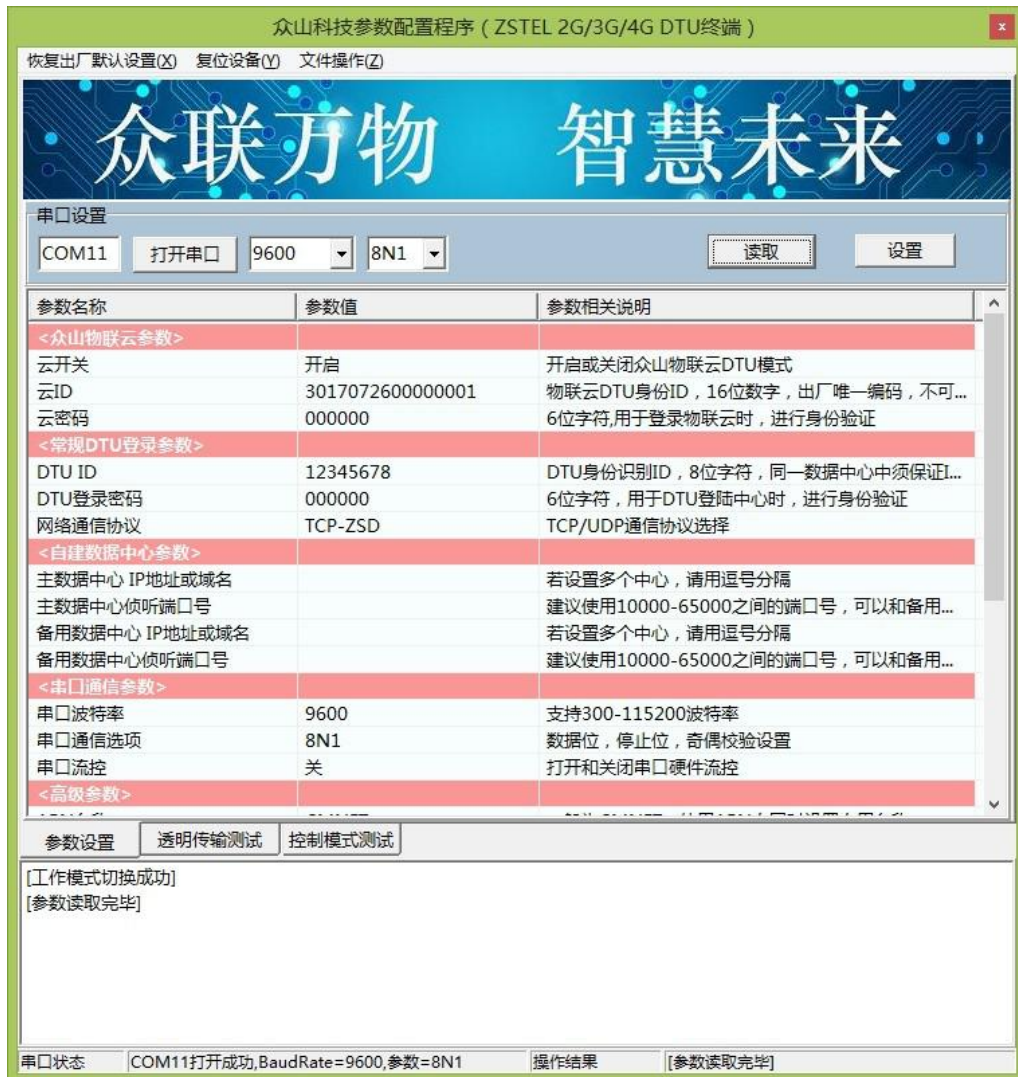 众山科技参数配置程序（ZSTEL 2G/3G/4G DTU终端）
x
恢复出厂默认设置(X) 复位设备(Y) 文件操作(Z)
众联万物 智慧未来
串口设置
COM11 打开串口 9600 8N1 读取 设置
参数名称 参数值 参数相关说明
<众山物联云参数>
云开关 开启 开启或关闭众山物联云DTU模式
云ID 3017072600000001 物联云DTU身份ID，16位数字，出厂唯一编码，不可...
云密码 000000 6位字符,用于登录物联云时，进行身份验证
<常规DTU登录参数>
DTU ID 12345678 DTU身份识别ID，8位字符，同一数据中心中须保证I...
DTU登录密码 000000 6位字符，用于DTU登陆中心时，进行身份验证
网络通信协议 TCP-ZSD TCP/UDP通信协议选择
<自建数据中心参数>
主数据中心 IP地址或域名 若设置多个中心，请用逗号分隔
主数据中心侦听端口号 建议使用10000-65000之间的端口号，可以和备用...
备用数据中心 IP地址或域名 若设置多个中心，请用逗号分隔
备用数据中心侦听端口号 建议使用10000-65000之间的端口号，可以和备用...
<串口通信参数>
串口波特率 9600 支持300-115200波特率
串口通信选项 8N1 数据位，停止位，奇偶校验设置
串口流控 关 打开和关闭串口硬件流控
<高级参数>
参数设置 透明传输测试 控制模式测试
[工作模式切换成功]
[参数读取完毕]
串口状态 COM11打开成功,BaudRate=9600,参数=8N1 操作结果 [参数读取完毕]